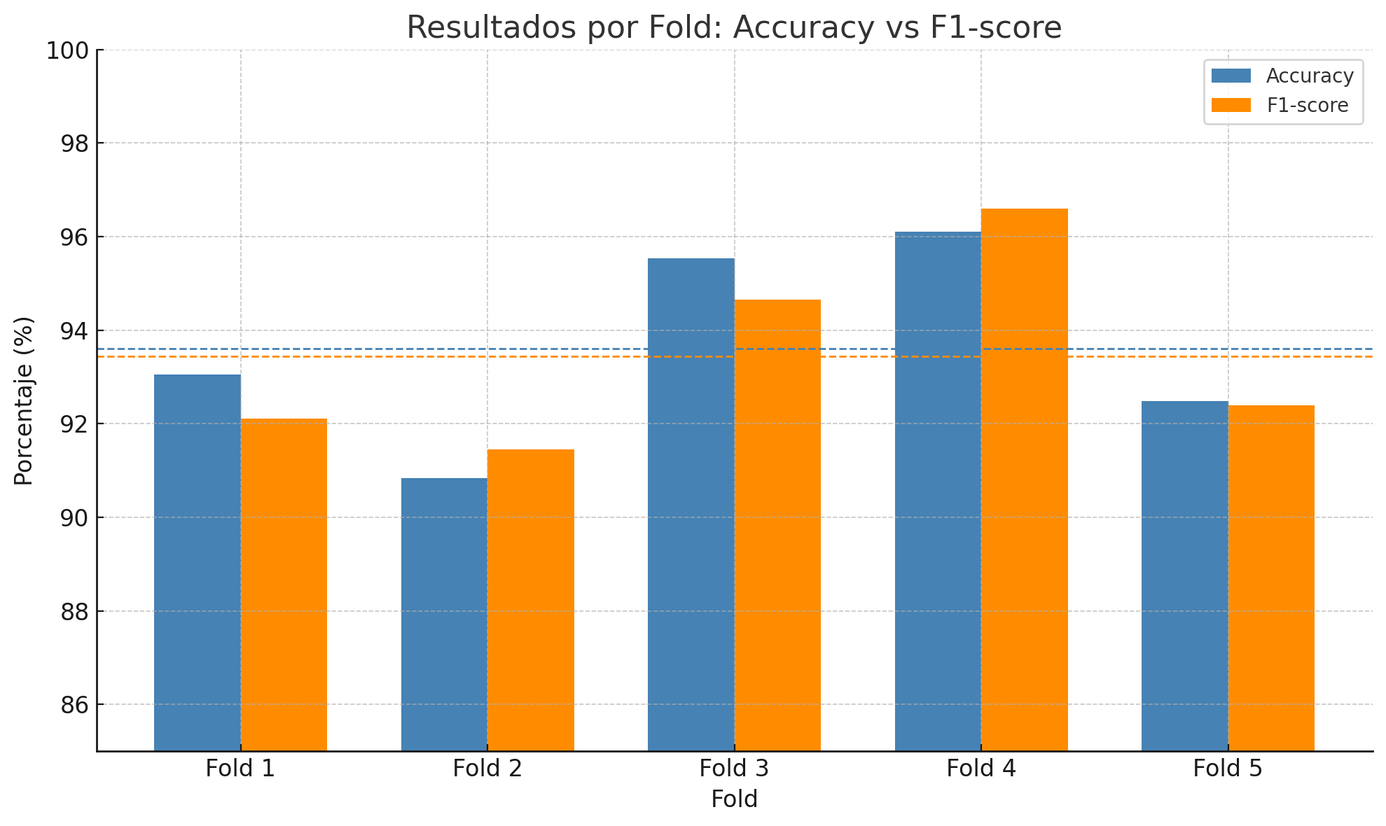 Resultados por Fold: Accuracy vs F1-score
Accuracy
F1-score
Porcentaje (%)
100
98
96
94
92
90
88
86
Fold 1
Fold 2
Fold 3
Fold 4
Fold 5
Fold